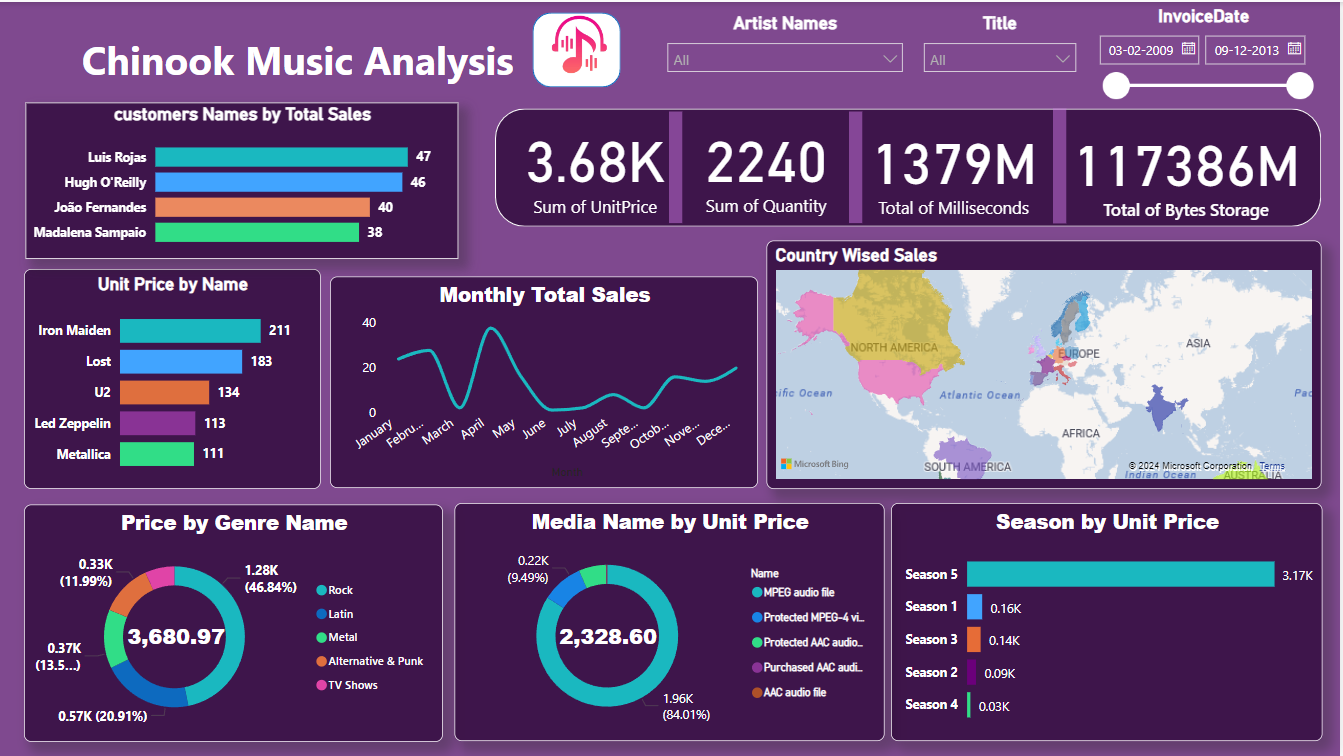 Chinook Music Analysis
Artist Names
All
Title
All
InvoiceDate
03-02-2009
09-12-2013
customers Names by Total Sales
Luis Rojas 47
Hugh O'Reilly 46
João Fernandes 40
Madalena Sampaio 38
3.68K
Sum of UnitPrice
2240
Sum of Quantity
1379M
Total of Milliseconds
117386M
Total of Bytes Storage
Unit Price by Name
Iron Maiden 211
Lost 183
U2 134
Led Zeppelin 113
Metallica 111
Monthly Total Sales
40
20
0
January
Febru...
March
April
May
June
July
August
Septe...
Octob...
Nove...
Dece...
Country Wised Sales
NORTH AMERICA
EUROPE
ASIA
ific Ocean
Atlantic Ocean
Pac
AFRICA
SOUTH AMERICA
Microsoft Bing
© 2024 Microsoft Corporation Terms
Indian Ocean
AUSTRALIA
Price by Genre Name
0.33K
(11.99%)
1.28K
(46.84%)
3,680.97
0.37K
(13.5...)
0.57K (20.91%)
Rock
Latin
Metal
Alternative & Punk
TV Shows
Media Name by Unit Price
0.22K
(9.49%)
2,328.60
1.96K
(84.01%)
Name
MPEG audio file
Protected MPEG-4 vi...
Protected AAC audio...
Purchased AAC audi...
AAC audio file
Season by Unit Price
Season 5 3.17K
Season 1 0.16K
Season 3 0.14K
Season 2 0.09K
Season 4 0.03K